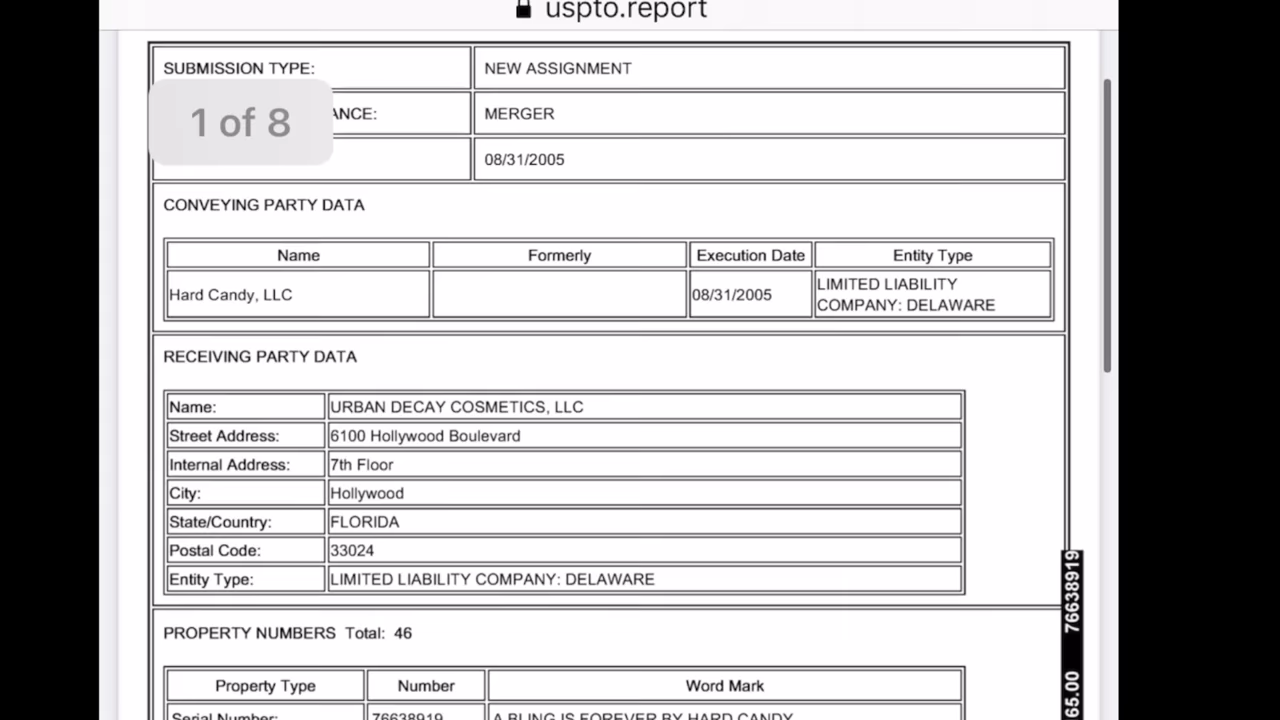 uspto.report
SUBMISSION TYPE: NEW ASSIGNMENT
1 of 8 ANCE: MERGER
08/31/2005
CONVEYING PARTY DATA
Name Formerly Execution Date Entity Type
Hard Candy, LLC 08/31/2005 LIMITED LIABILITY
COMPANY: DELAWARE
RECEIVING PARTY DATA
Name: URBAN DECAY COSMETICS, LLC
Street Address: 6100 Hollywood Boulevard
Internal Address: 7th Floor
City: Hollywood
State/Country: FLORIDA
Postal Code: 33024
Entity Type: LIMITED LIABILITY COMPANY: DELAWARE
PROPERTY NUMBERS Total: 46
Property Type Number Word Mark
Serial Number: 76638919 A BLING IS FOREVER BY HARD CANDY
65.00 76638919